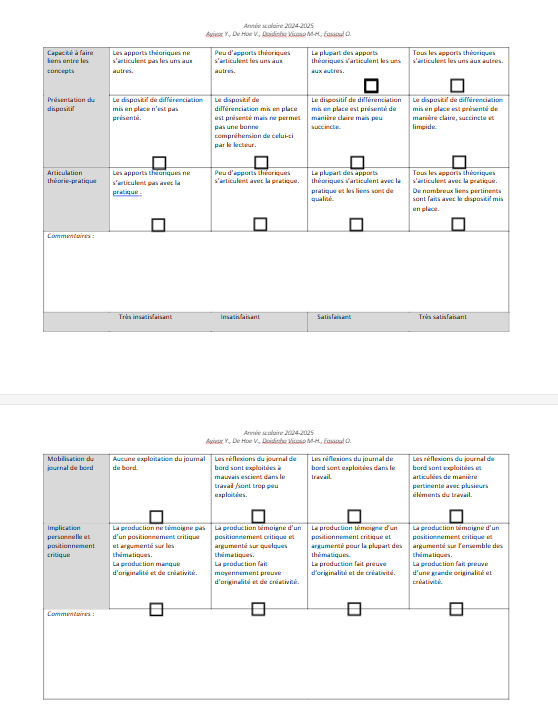 Année scolaire 2024-2025
Ayivor Y., De Hoe V., Doidinho Vicoso M-H., Fossoul O.
Capacité à faire
liens entre les
concepts
Les apports théoriques ne
s’articulent pas les uns aux
autres.
Peu d’apports théoriques
s’articulent les uns aux
autres.
La plupart des apports
théoriques s’articulent les uns
aux autres.
Tous les apports théoriques
s’articulent les uns aux autres.
Présentation du
dispositif
Le dispositif de différenciation
mis en place n’est pas
présenté.
Le dispositif de
différenciation mis en place
est présenté mais ne permet
pas une bonne
compréhension de celui-ci
par le lecteur.
Le dispositif de différenciation
mis en place est présenté de
manière claire mais peu
succincte.
Le dispositif de différenciation
mis en place est présenté de
manière claire, succincte et
limpide.
Articulation
théorie-pratique
Les apports théoriques ne
s’articulent pas avec la
pratique .
Peu d’apports théoriques
s’articulent avec la pratique.
La plupart des apports
théoriques s’articulent avec la
pratique et les liens sont de
qualité.
Tous les apports théoriques
s’articulent avec la pratique.
De nombreux liens pertinents
sont faits avec le dispositif mis
en place.
Commentaires :
Très insatisfaisant
Insatisfaisant
Satisfaisant
Très satisfaisant
Année scolaire 2024-2025
Ayivor Y., De Hoe V., Doidinho Vicoso M-H., Fossoul O.
Mobilisation du
journal de bord
Aucune exploitation du journal
de bord.
Les réflexions du journal de
bord sont exploitées à
mauvais escient dans le
travail /sont trop peu
exploitées.
Les réflexions du journal de
bord sont exploitées dans le
travail.
Les réflexions du journal de
bord sont exploitées et
articulées de manière
pertinente avec plusieurs
éléments du travail.
Implication
personnelle et
positionnement
critique
La production ne témoigne pas
d’un positionnement critique
et argumenté sur les
thématiques.
La production manque
d’originalité et de créativité.
La production témoigne d’un
positionnement critique et
argumenté sur quelques
thématiques.
La production fait
moyennement preuve
d’originalité et de créativité.
La production témoigne d’un
positionnement critique et
argumenté pour la plupart des
thématiques.
La production fait preuve
d’originalité et de créativité.
La production témoigne d’un
positionnement critique et
argumenté sur l’ensemble des
thématiques.
La production fait preuve
d’une grande originalité et
créativité.
Commentaires :